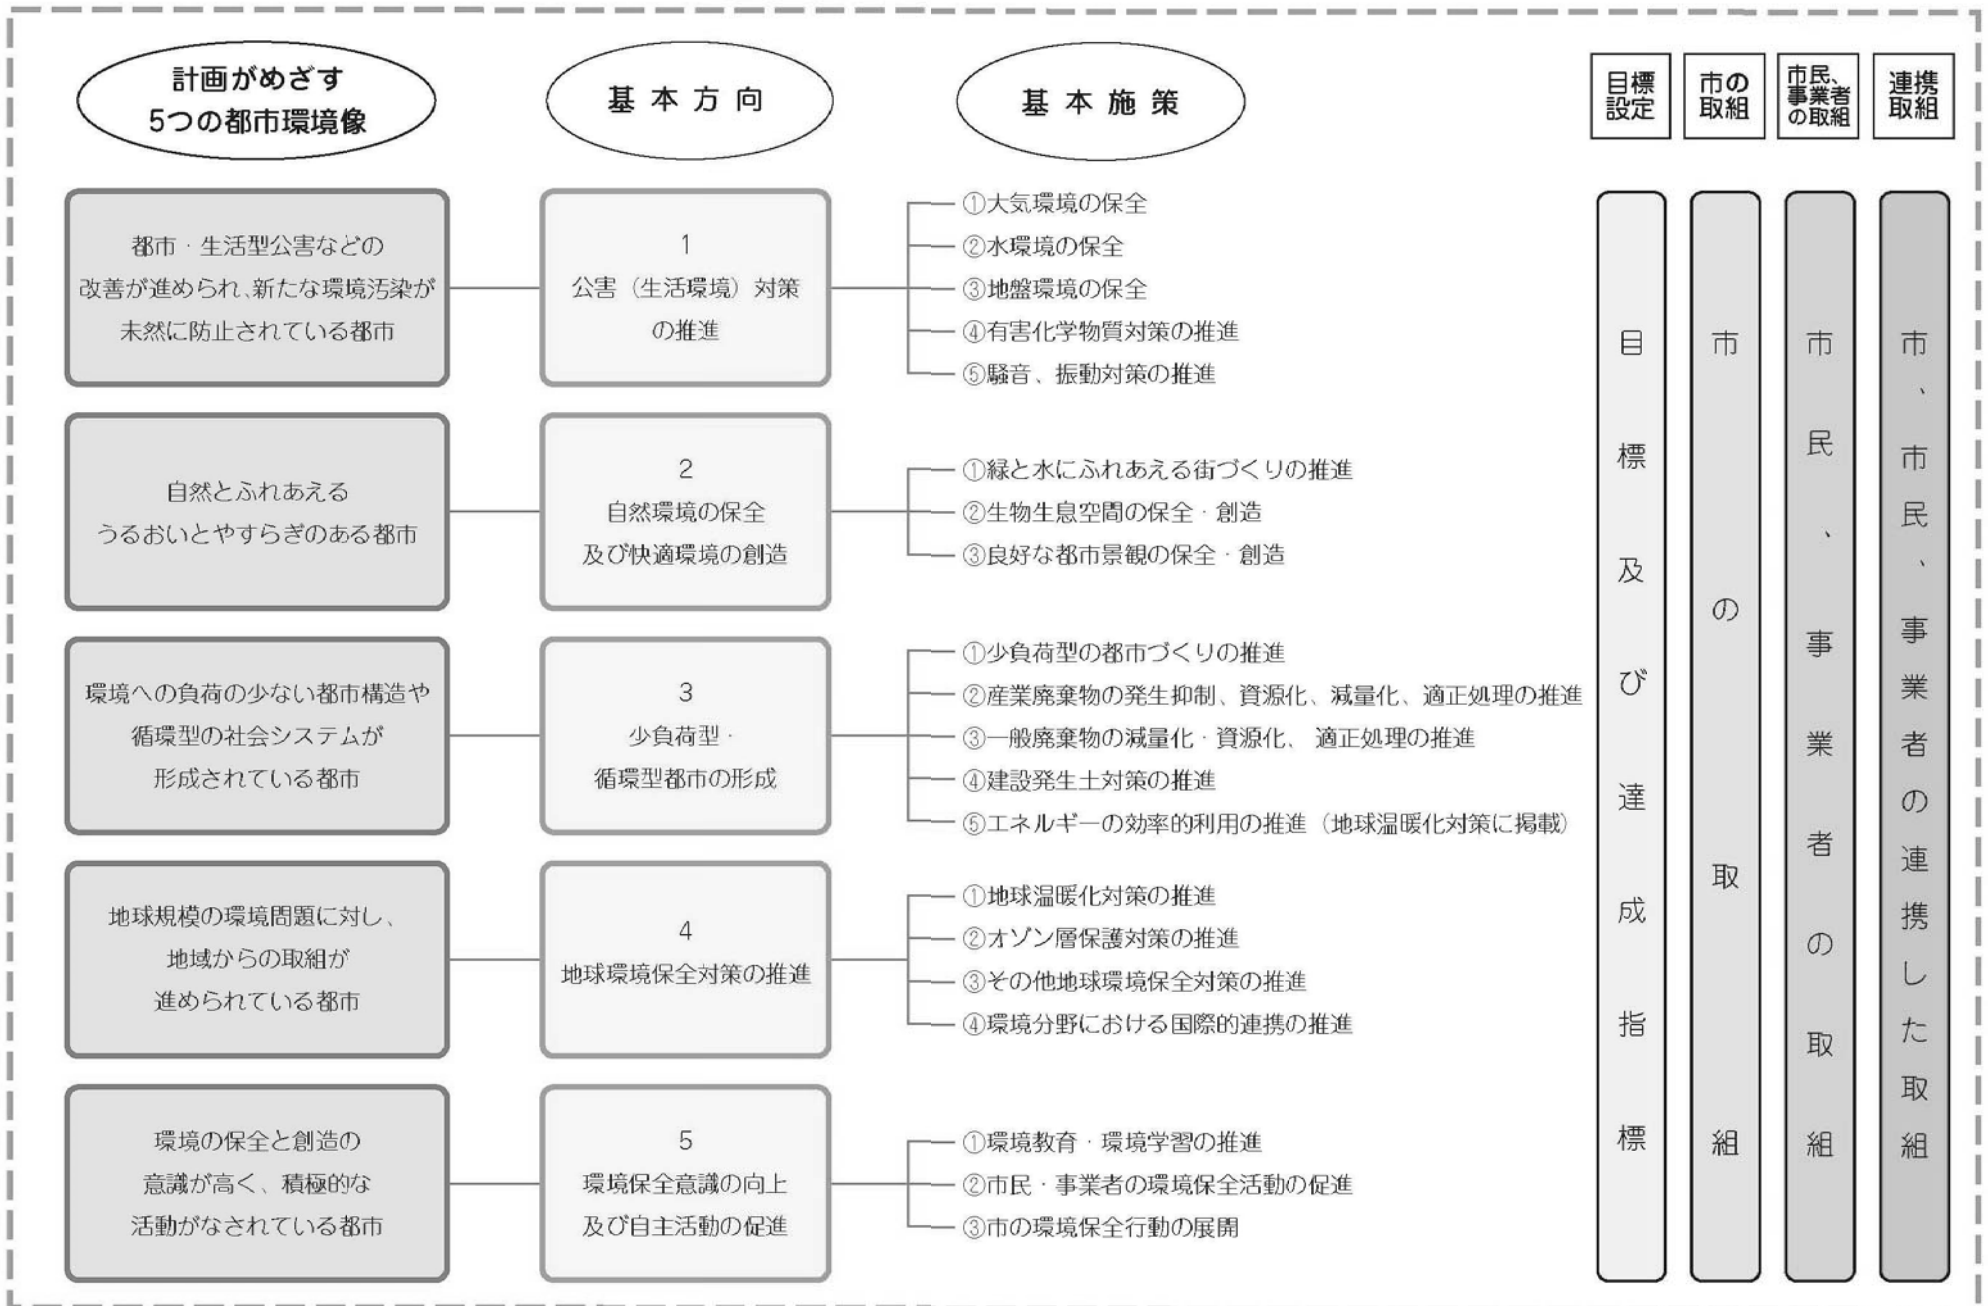 計画がめざす
5つの都市環境像
基本方向
基本施策
目標
設定
市の
取組
市民、
事業者
の取組
連携
取組
都市・生活型公害などの
改善が進められ、新たな環境汚染が
未然に防止されている都市
1
公害（生活環境）対策
の推進
①大気環境の保全
②水環境の保全
③地盤環境の保全
④有害化学物質対策の推進
⑤騒音、振動対策の推進
自然とふれあえる
うるおいとやすらぎのある都市
2
自然環境の保全
及び快適環境の創造
①緑と水にふれあえる街づくりの推進
②生物生息空間の保全・創造
③良好な都市景観の保全・創造
環境への負荷の少ない都市構造や
循環型の社会システムが
形成されている都市
3
少負荷型・
循環型都市の形成
①少負荷型の都市づくりの推進
②産業廃棄物の発生抑制、資源化、減量化、適正処理の推進
③一般廃棄物の減量化・資源化、適正処理の推進
④建設発生土対策の推進
⑤エネルギーの効率的利用の推進（地球温暖化対策に掲載）
地球規模の環境問題に対し、
地域からの取組が
進められている都市
4
地球環境保全対策の推進
①地球温暖化対策の推進
②オゾン層保護対策の推進
③その他地球環境保全対策の推進
④環境分野における国際的連携の推進
環境の保全と創造の
意識が高く、積極的な
活動がなされている都市
5
環境保全意識の向上
及び自主活動の促進
①環境教育・環境学習の推進
②市民・事業者の環境保全活動の促進
③市の環境保全行動の展開
目標及び達成指標
市の取組
市民、事業者の取組
市、市民、事業者の連携した取組